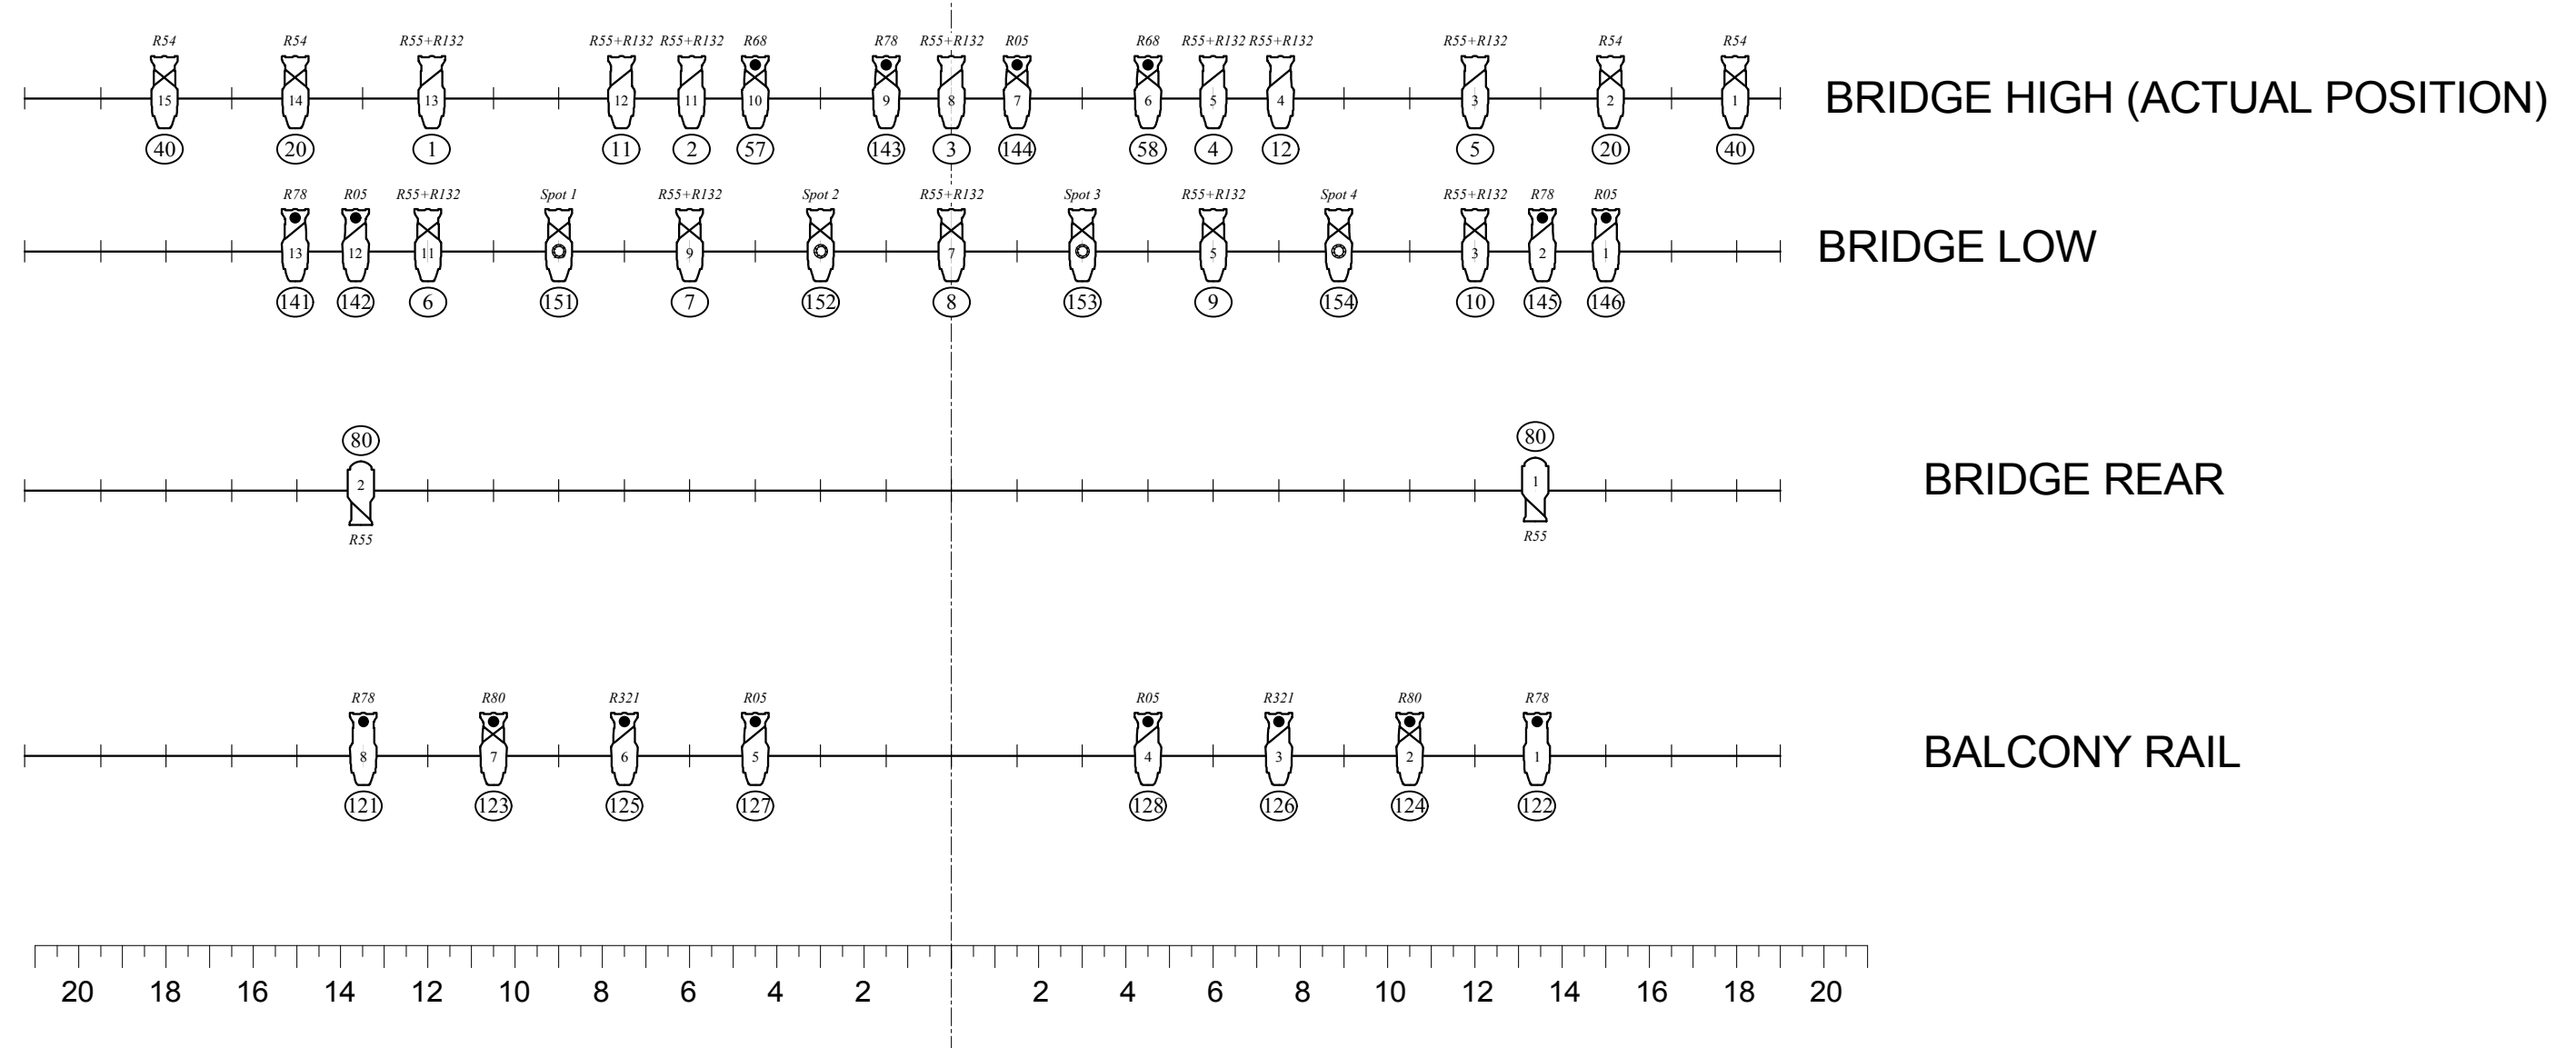 R54 R54 R55+R132 R55+R132 R55+R132 R68 R78 R55+R132 R05 R68 R55+R132 R55+R132 R55+R132 R54 R54
15 14 13 12 11 10 9 8 7 6 5 4 3 2 1 BRIDGE HIGH (ACTUAL POSITION)
40 20 1 11 2 57 143 3 144 58 4 12 5 20 40
R78 R05 R55+R132 Spot 1 R55+R132 Spot 2 R55+R132 Spot 3 R55+R132 Spot 4 R55+R132 R78 R05
13 12 11 9 7 5 3 2 1 BRIDGE LOW
141 142 6 151 7 152 8 153 9 154 10 145 146
80 80
2 1 BRIDGE REAR
R55 R55
R78 R80 R321 R05 R05 R321 R80 R78
8 7 6 5 4 3 2 1 BALCONY RAIL
121 123 125 127 128 126 124 122
20 18 16 14 12 10 8 6 4 2 2 4 6 8 10 12 14 16 18 20